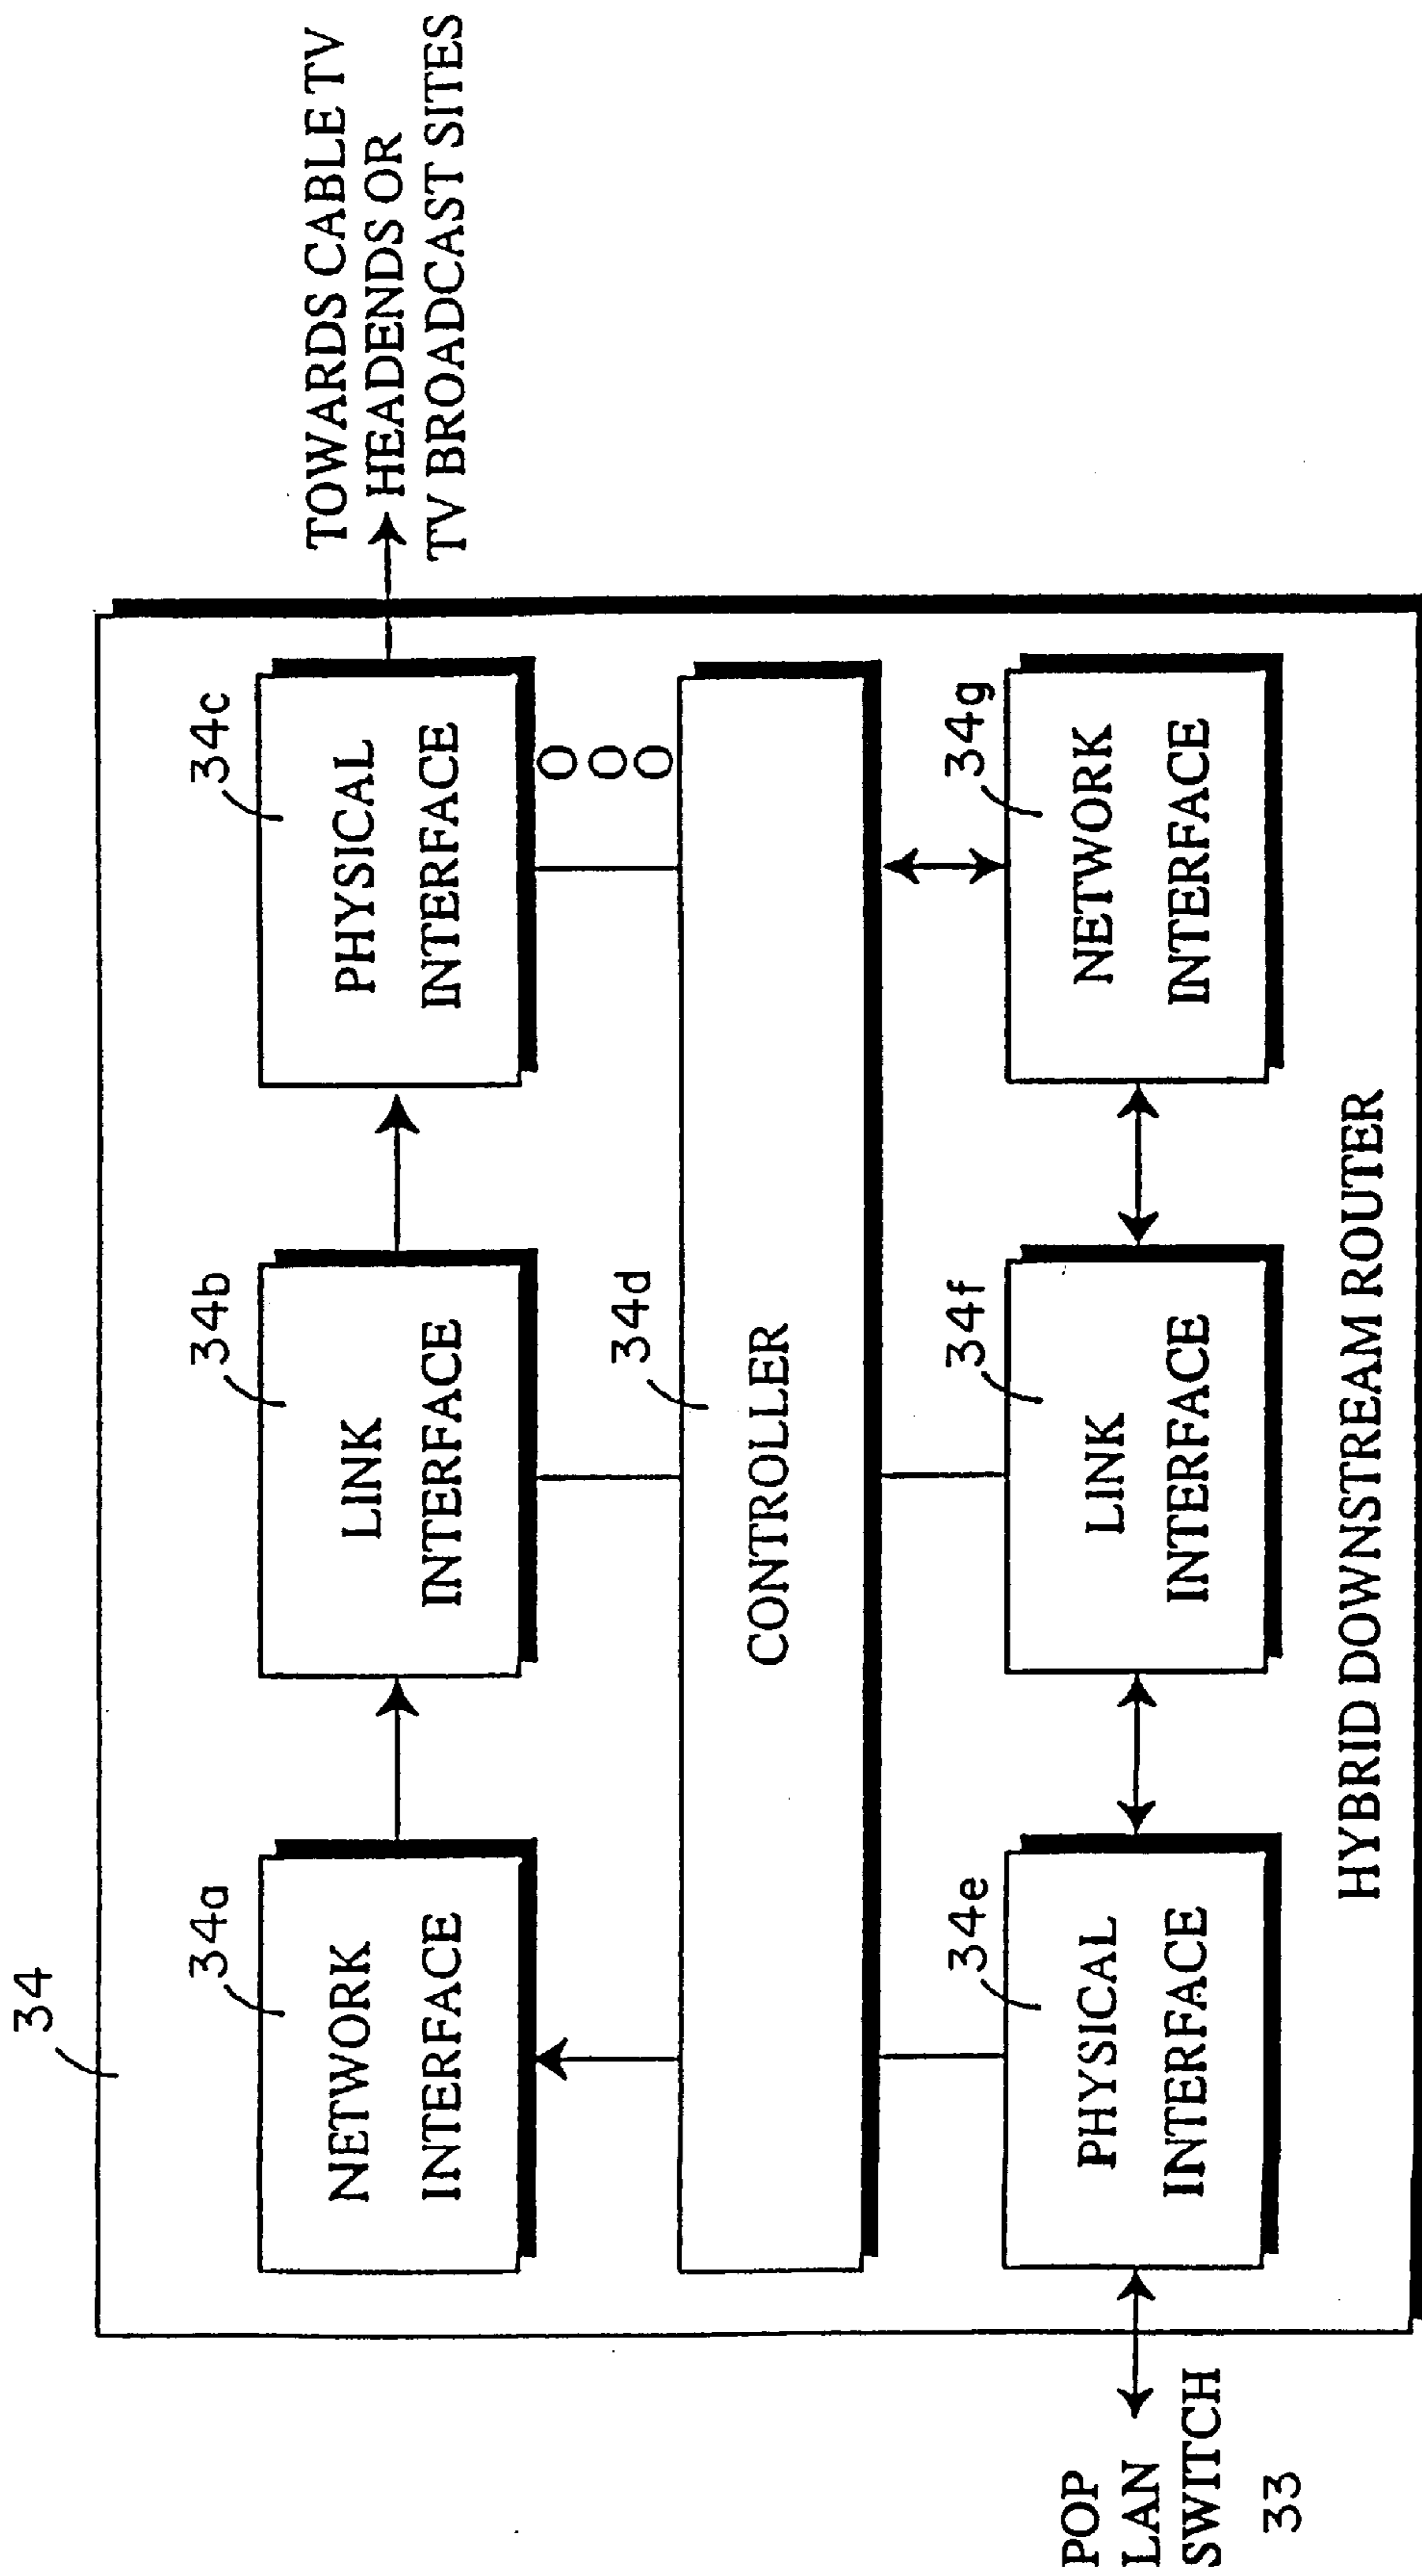 34
34a
NETWORK
INTERFACE
34b
LINK
INTERFACE
34c
PHYSICAL
INTERFACE
TOWARDS CABLE TV
HEADENDS OR
TV BROADCAST SITES
OOO
34d
CONTROLLER
34e
PHYSICAL
INTERFACE
34f
LINK
INTERFACE
34g
NETWORK
INTERFACE
POP
LAN
SWITCH
33
HYBRID DOWNSTREAM ROUTER